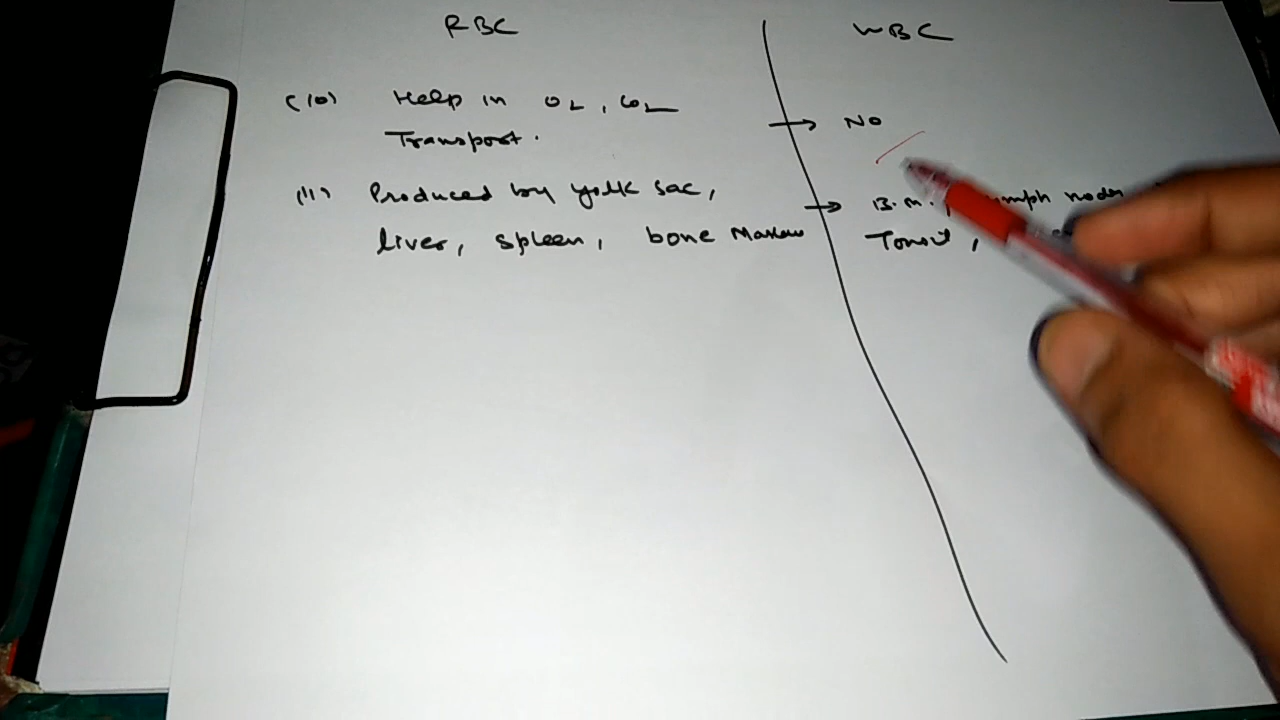 RBC
WBC
(10) Help in O2, CO2
Transport.
→ NO
(11) Produced by yolk sac,
liver, spleen, bone Marrow
→ B.M., nodes
Tonsil,